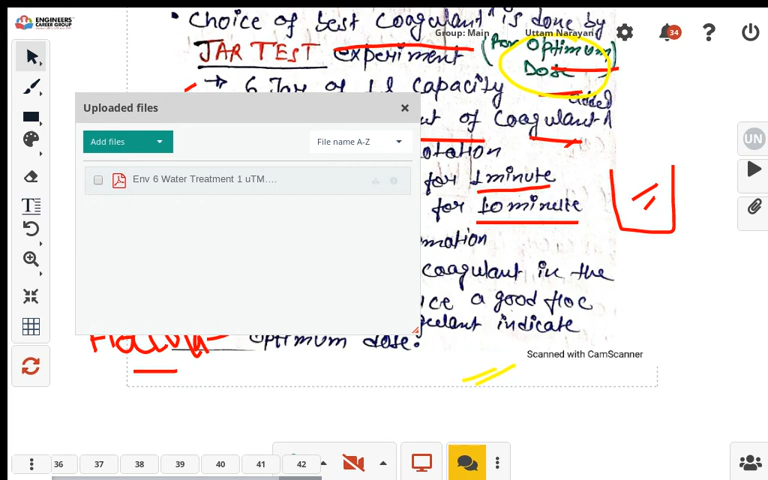 ENGINEERS
CAREER GROUP
• Choice of best Coagulant is done by
Group: Main
Uttam Narayan
34
JAR TEST experiment (For Optimum)
Dose
→ 6 Jar of 1l capacity
added
Uploaded files
of Coagulant
Add files
File name A-Z
otation
Env 6 Water Treatment 1 uTM....
for 1 minute
for 10 minute
UN
mation
coagulant in the
ce a good floc
gulent indicate
optimum dose.
Scanned with CamScanner
36 37 38 39 40 41 42